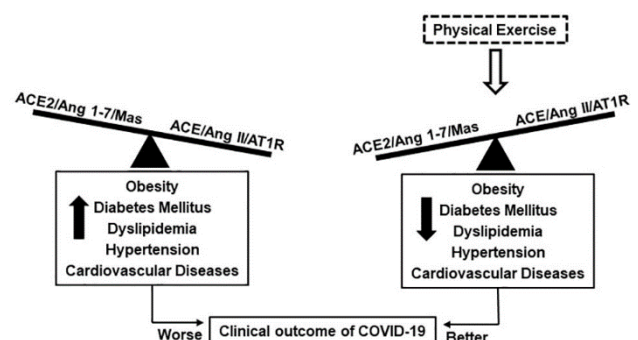 Physical Exercise
ACE2/Ang 1-7/Mas
ACE/Ang II/AT1R
Obesity
Diabetes Mellitus
Dyslipidemia
Hypertension
Cardiovascular Diseases
ACE2/Ang 1-7/Mas
ACE/Ang II/AT1R
Obesity
Diabetes Mellitus
Dyslipidemia
Hypertension
Cardiovascular Diseases
Worse
Clinical outcome of COVID-19
Better